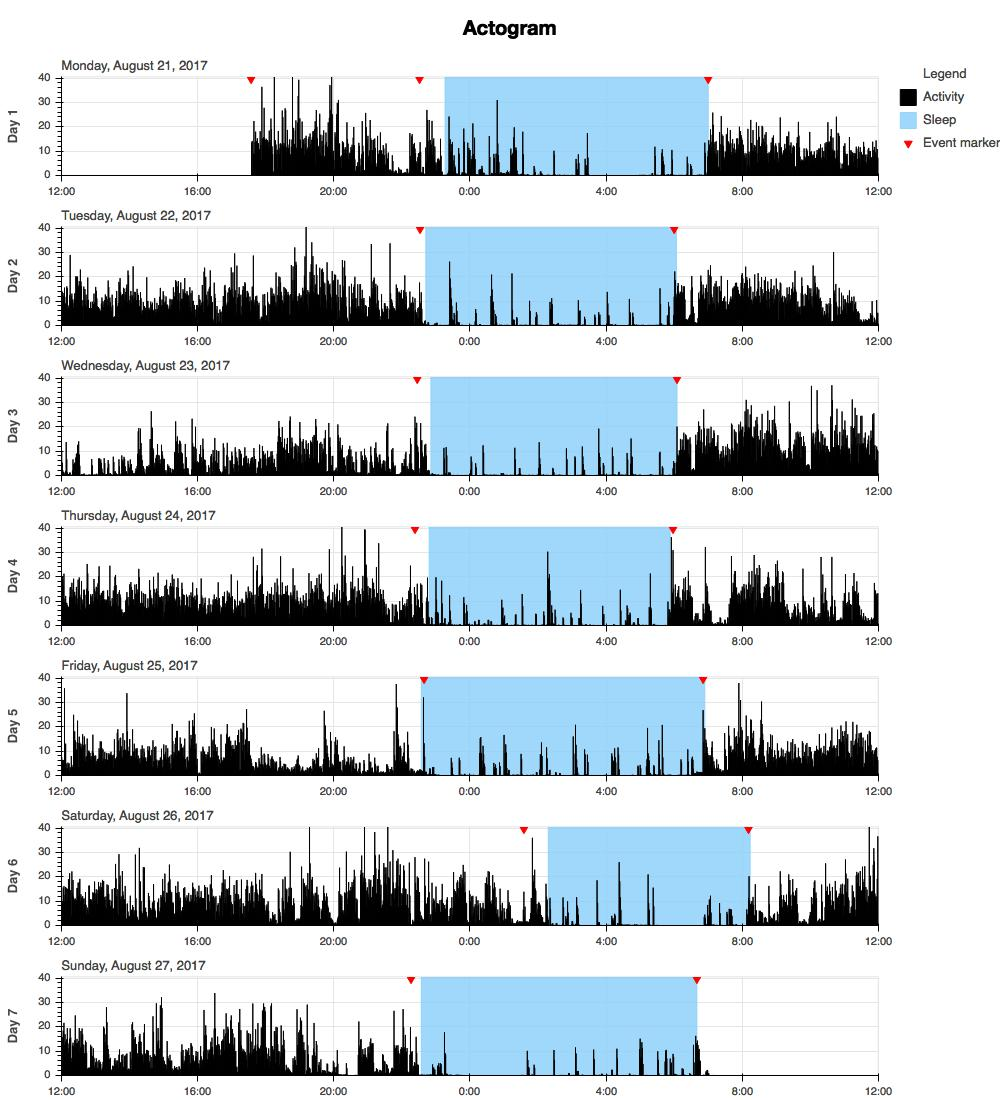 Actogram
Monday, August 21, 2017
Day 1
40
30
20
10
0
12:00 16:00 20:00 0:00 4:00 8:00 12:00
Legend
Activity
Sleep
Event marker
Tuesday, August 22, 2017
Day 2
40
30
20
10
0
12:00 16:00 20:00 0:00 4:00 8:00 12:00
Wednesday, August 23, 2017
Day 3
40
30
20
10
0
12:00 16:00 20:00 0:00 4:00 8:00 12:00
Thursday, August 24, 2017
Day 4
40
30
20
10
0
12:00 16:00 20:00 0:00 4:00 8:00 12:00
Friday, August 25, 2017
Day 5
40
30
20
10
0
12:00 16:00 20:00 0:00 4:00 8:00 12:00
Saturday, August 26, 2017
Day 6
40
30
20
10
0
12:00 16:00 20:00 0:00 4:00 8:00 12:00
Sunday, August 27, 2017
Day 7
40
30
20
10
0
12:00 16:00 20:00 0:00 4:00 8:00 12:00